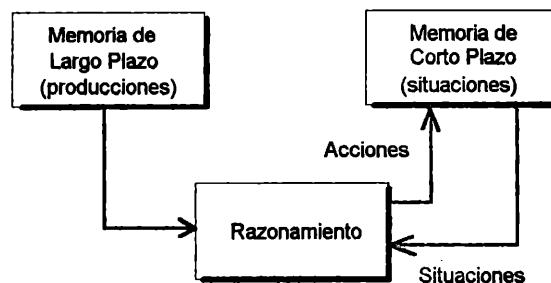 Memoria de
Largo Plazo
(producciones)
Memoria de
Corto Plazo
(situaciones)
Acciones
Razonamiento
Situaciones